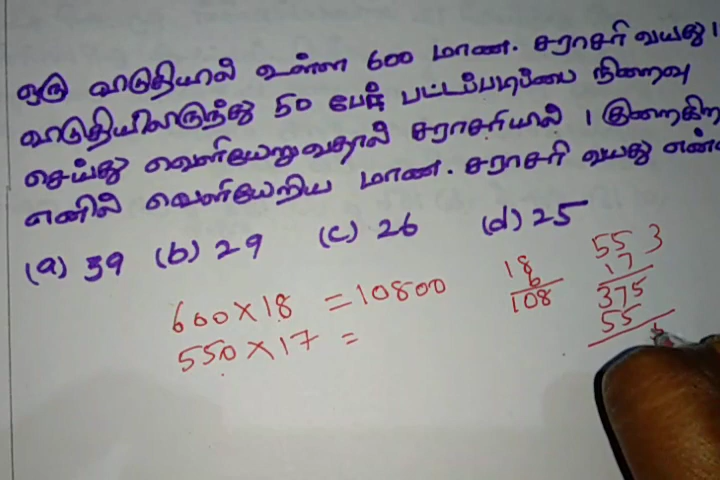 ஒரு விடுதியில் உள்ள 600 மாண. சராசரி வயது
விடுதியிலிருந்து 50 பேர் பட்டப்படிப்பை நிறைவு
செய்து வெளியேறுவதால் சராசரியில் 1 குறைகிற
எனில் வெளியேறிய மாண. சராசரி வயது என்ன
(a) 39 (b) 29 (c) 26 (d) 25
600 × 18 = 10800
550 × 17 =
18
6
108
55 3
17
375
55